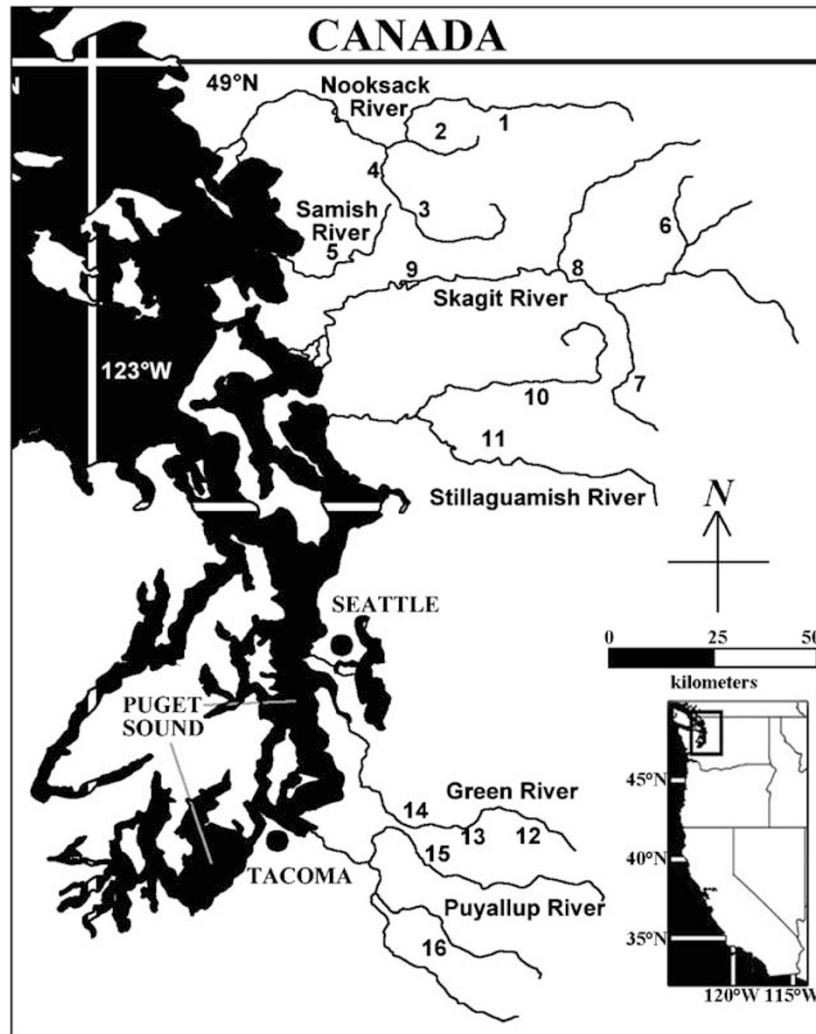 CANADA
N
49°N
Nooksack
River
1
2
4
3
Samish
River
5
6
9
8
Skagit River
123°W
7
10
11
Stillaguamish River
N
SEATTLE
0 25 50
kilometers
PUGET
SOUND
45°N
Green River
14
13
12
40°N
15
TACOMA
Puyallup River
35°N
16
120°W 115°W